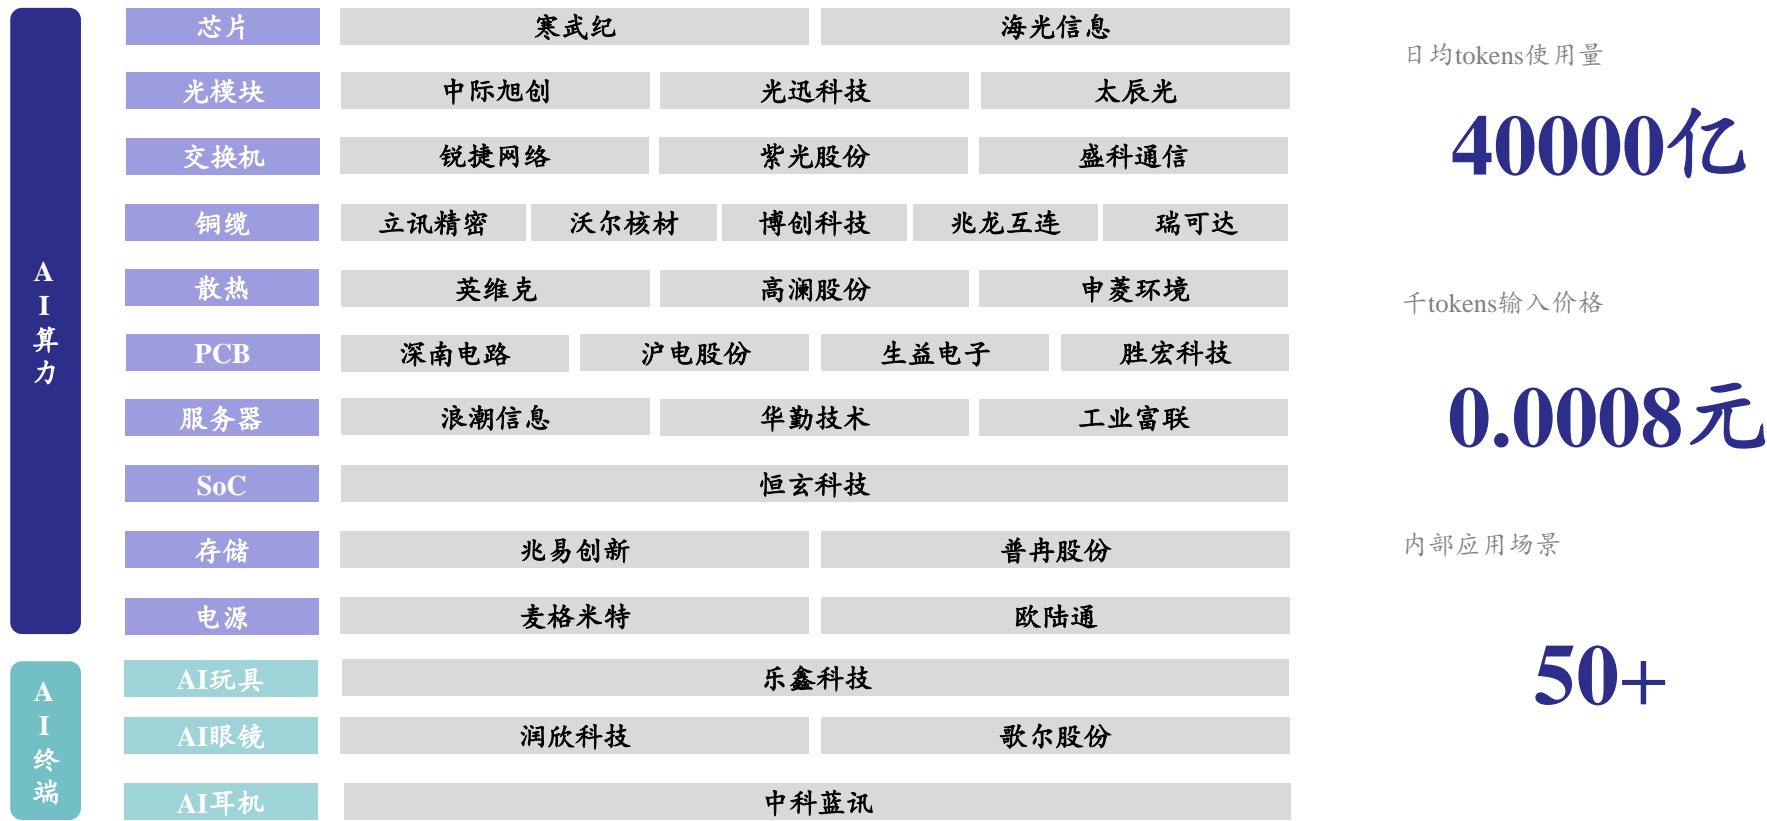 AI算力
芯片 寒武纪 海光信息
光模块 中际旭创 光迅科技 太辰光
交换机 锐捷网络 紫光股份 盛科通信
铜缆 立讯精密 沃尔核材 博创科技 兆龙互连 瑞可达
散热 英维克 高澜股份 申菱环境
PCB 深南电路 沪电股份 生益电子 胜宏科技
服务器 浪潮信息 华勤技术 工业富联
SoC 恒玄科技
存储 兆易创新 普冉股份
电源 麦格米特 欧陆通
AI终端
AI玩具 乐鑫科技
AI眼镜 润欣科技 歌尔股份
AI耳机 中科蓝讯
日均tokens使用量
40000亿
千tokens输入价格
0.0008元
内部应用场景
50+